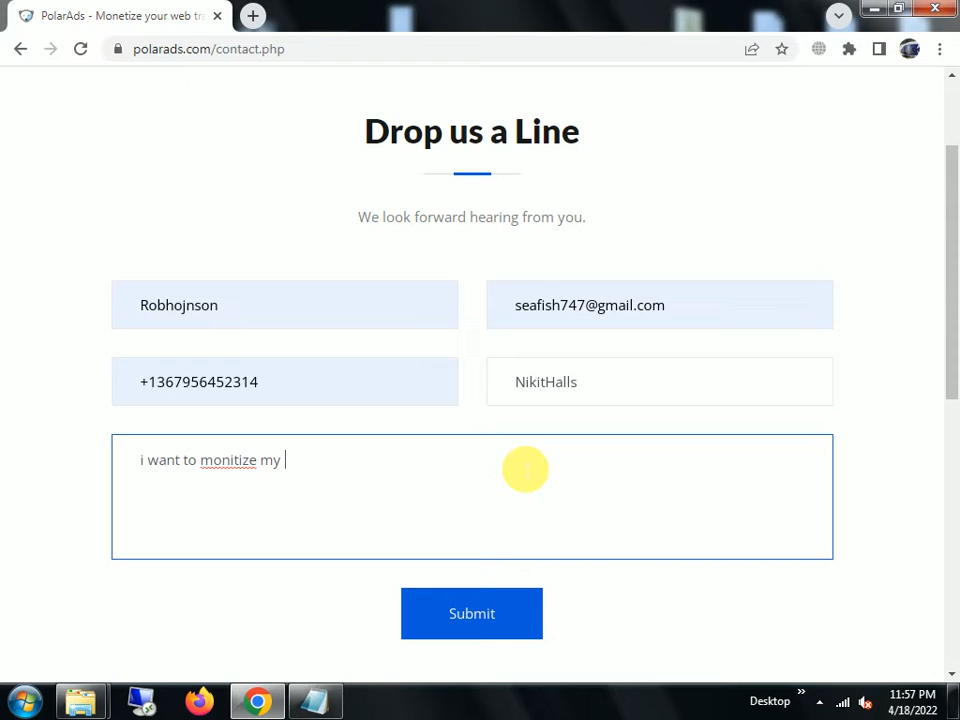 PolarAds - Monetize your web tra
polarads.com/contact.php
Drop us a Line
We look forward hearing from you.
Robhojnson
seafish747@gmail.com
+1367956452314
NikitHalls
i want to monitize my
Submit
Desktop
11:57 PM
4/18/2022